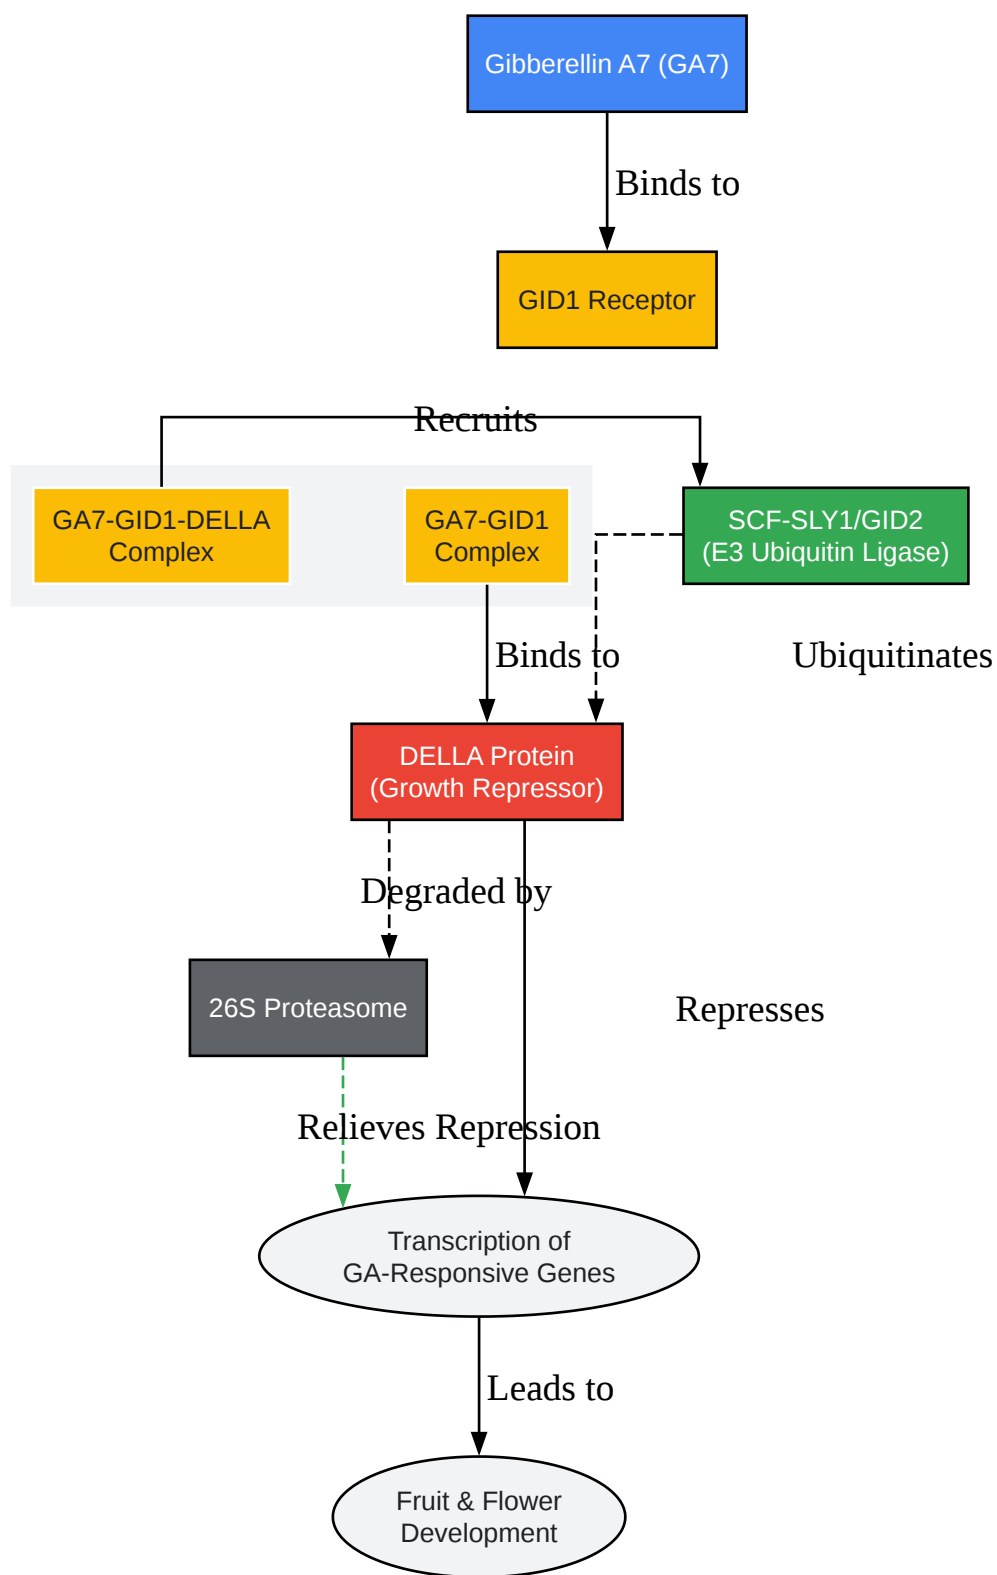 Gibberellin A7 (GA7)
Binds to
GID1 Receptor
Recruits
GA7-GID1-DELLA
Complex
GA7-GID1
Complex
SCF-SLY1/GID2
(E3 Ubiquitin Ligase)
Binds to
Ubiquitinates
DELLA Protein
(Growth Repressor)
Degraded by
26S Proteasome
Represses
Relieves Repression
Transcription of
GA-Responsive Genes
Leads to
Fruit & Flower
Development